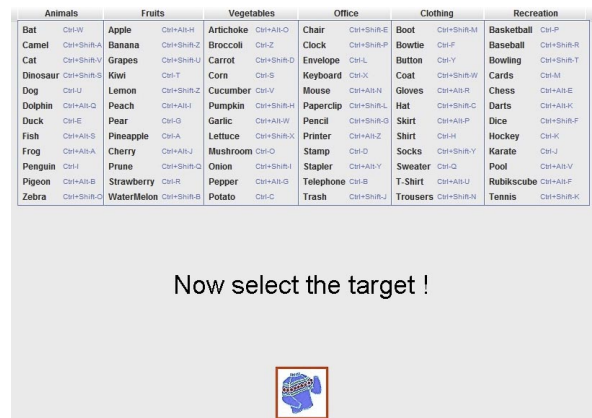 Animals Fruits Vegetables Office Clothing Recreation
Bat Ctrl-W Apple Ctrl+Alt-H Artichoke Ctrl+Alt-O Chair Ctrl+Shift-E Boot Ctrl+Shift-M Basketball Ctrl-P
Camel Ctrl+Shift-A Banana Ctrl+Shift-Z Broccoli Ctrl-Z Clock Ctrl+Shift-P Bowtie Ctrl-F Baseball Ctrl+Shift-R
Cat Ctrl+Shift-V Grapes Ctrl+Shift-U Carrot Ctrl+Shift-D Envelope Ctrl-L Button Ctrl-Y Bowling Ctrl+Shift-T
Dinosaur Ctrl+Shift-S Kiwi Ctrl-T Corn Ctrl-S Keyboard Ctrl-X Coat Ctrl+Shift-W Cards Ctrl-M
Dog Ctrl-U Lemon Ctrl+Shift-Z Cucumber Ctrl-V Mouse Ctrl+Alt-N Gloves Ctrl+Alt-R Chess Ctrl+Alt-E
Dolphin Ctrl+Alt-Q Peach Ctrl+Alt-I Pumpkin Ctrl+Shift-H Paperclip Ctrl+Shift-L Hat Ctrl+Shift-C Darts Ctrl+Alt-K
Duck Ctrl-E Pear Ctrl-G Garlic Ctrl+Alt-W Pencil Ctrl+Shift-G Skirt Ctrl+Alt-P Dice Ctrl+Shift-F
Fish Ctrl+Alt-S Pineapple Ctrl-A Lettuce Ctrl+Shift-X Printer Ctrl+Alt-Z Shirt Ctrl-H Hockey Ctrl-K
Frog Ctrl+Alt-A Cherry Ctrl+Alt-J Mushroom Ctrl-O Stamp Ctrl-D Socks Ctrl+Shift-Y Karate Ctrl-J
Penguin Ctrl-I Prune Ctrl+Shift-Q Onion Ctrl+Shift-I Stapler Ctrl+Alt-Y Sweater Ctrl-Q Pool Ctrl+Alt-V
Pigeon Ctrl+Alt-B Strawberry Ctrl-R Pepper Ctrl+Alt-G Telephone Ctrl-B T-Shirt Ctrl+Alt-U Rubikscube Ctrl+Alt-F
Zebra Ctrl+Shift-O WaterMelon Ctrl+Shift-B Potato Ctrl-C Trash Ctrl+Shift-J Trousers Ctrl+Shift-N Tennis Ctrl+Shift-K
Now select the target !